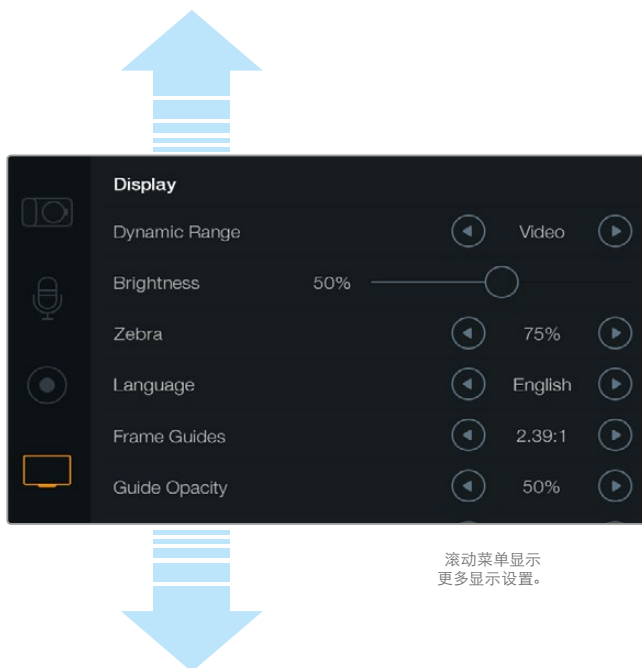 Display
Dynamic Range Video
Brightness 50%
Zebra 75%
Language English
Frame Guides 2.39:1
Guide Opacity 50%
滚动菜单显示
更多显示设置。